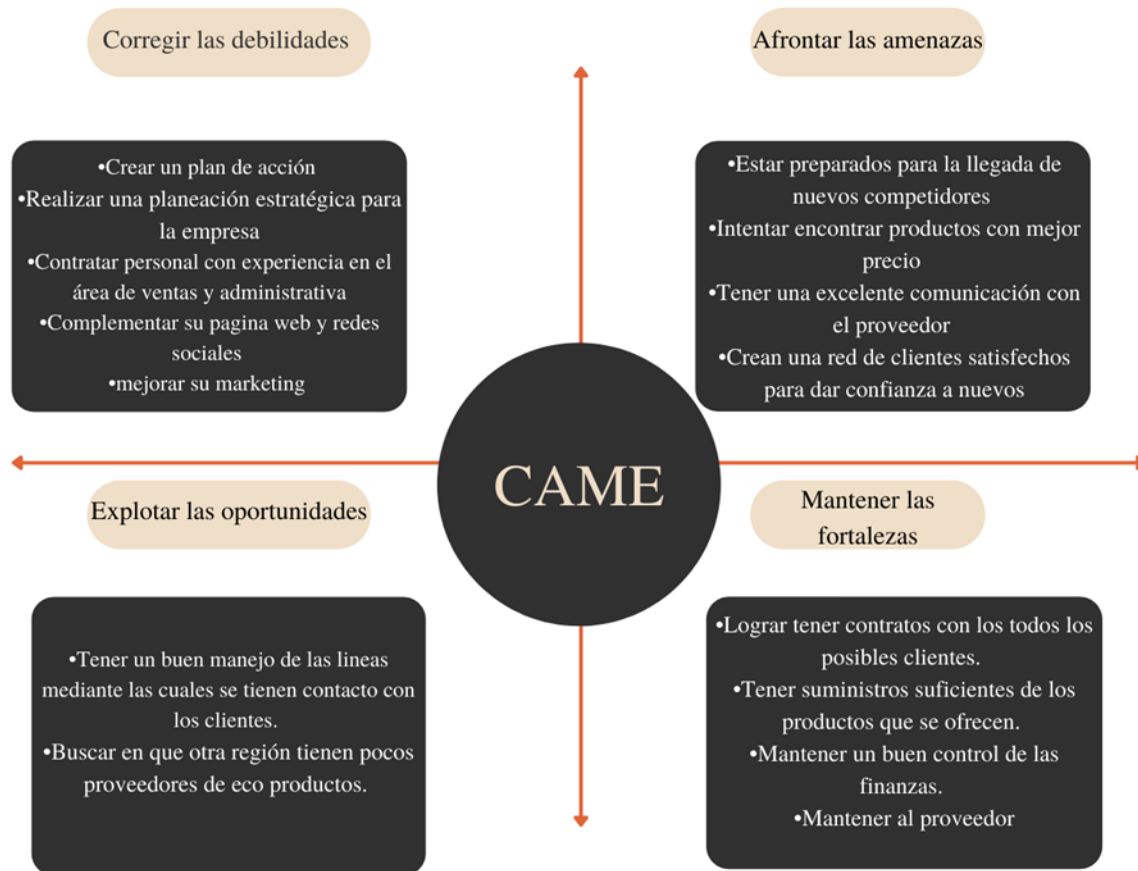 Corregir las debilidades
•Crear un plan de acción
•Realizar una planeación estratégica para
la empresa
•Contratar personal con experiencia en el
área de ventas y administrativa
•Complementar su pagina web y redes
sociales
•mejorar su marketing
Afrontar las amenazas
•Estar preparados para la llegada de
nuevos competidores
•Intentar encontrar productos con mejor
precio
•Tener una excelente comunicación con
el proveedor
•Crean una red de clientes satisfechos
para dar confianza a nuevos
CAME
Explotar las oportunidades
•Tener un buen manejo de las lineas
mediante las cuales se tienen contacto con
los clientes.
•Buscar en que otra región tienen pocos
proveedores de eco productos.
Mantener las
fortalezas
•Lograr tener contratos con los todos los
posibles clientes.
•Tener suministros suficientes de los
productos que se ofrecen.
•Mantener un buen control de las
finanzas.
•Mantener al proveedor